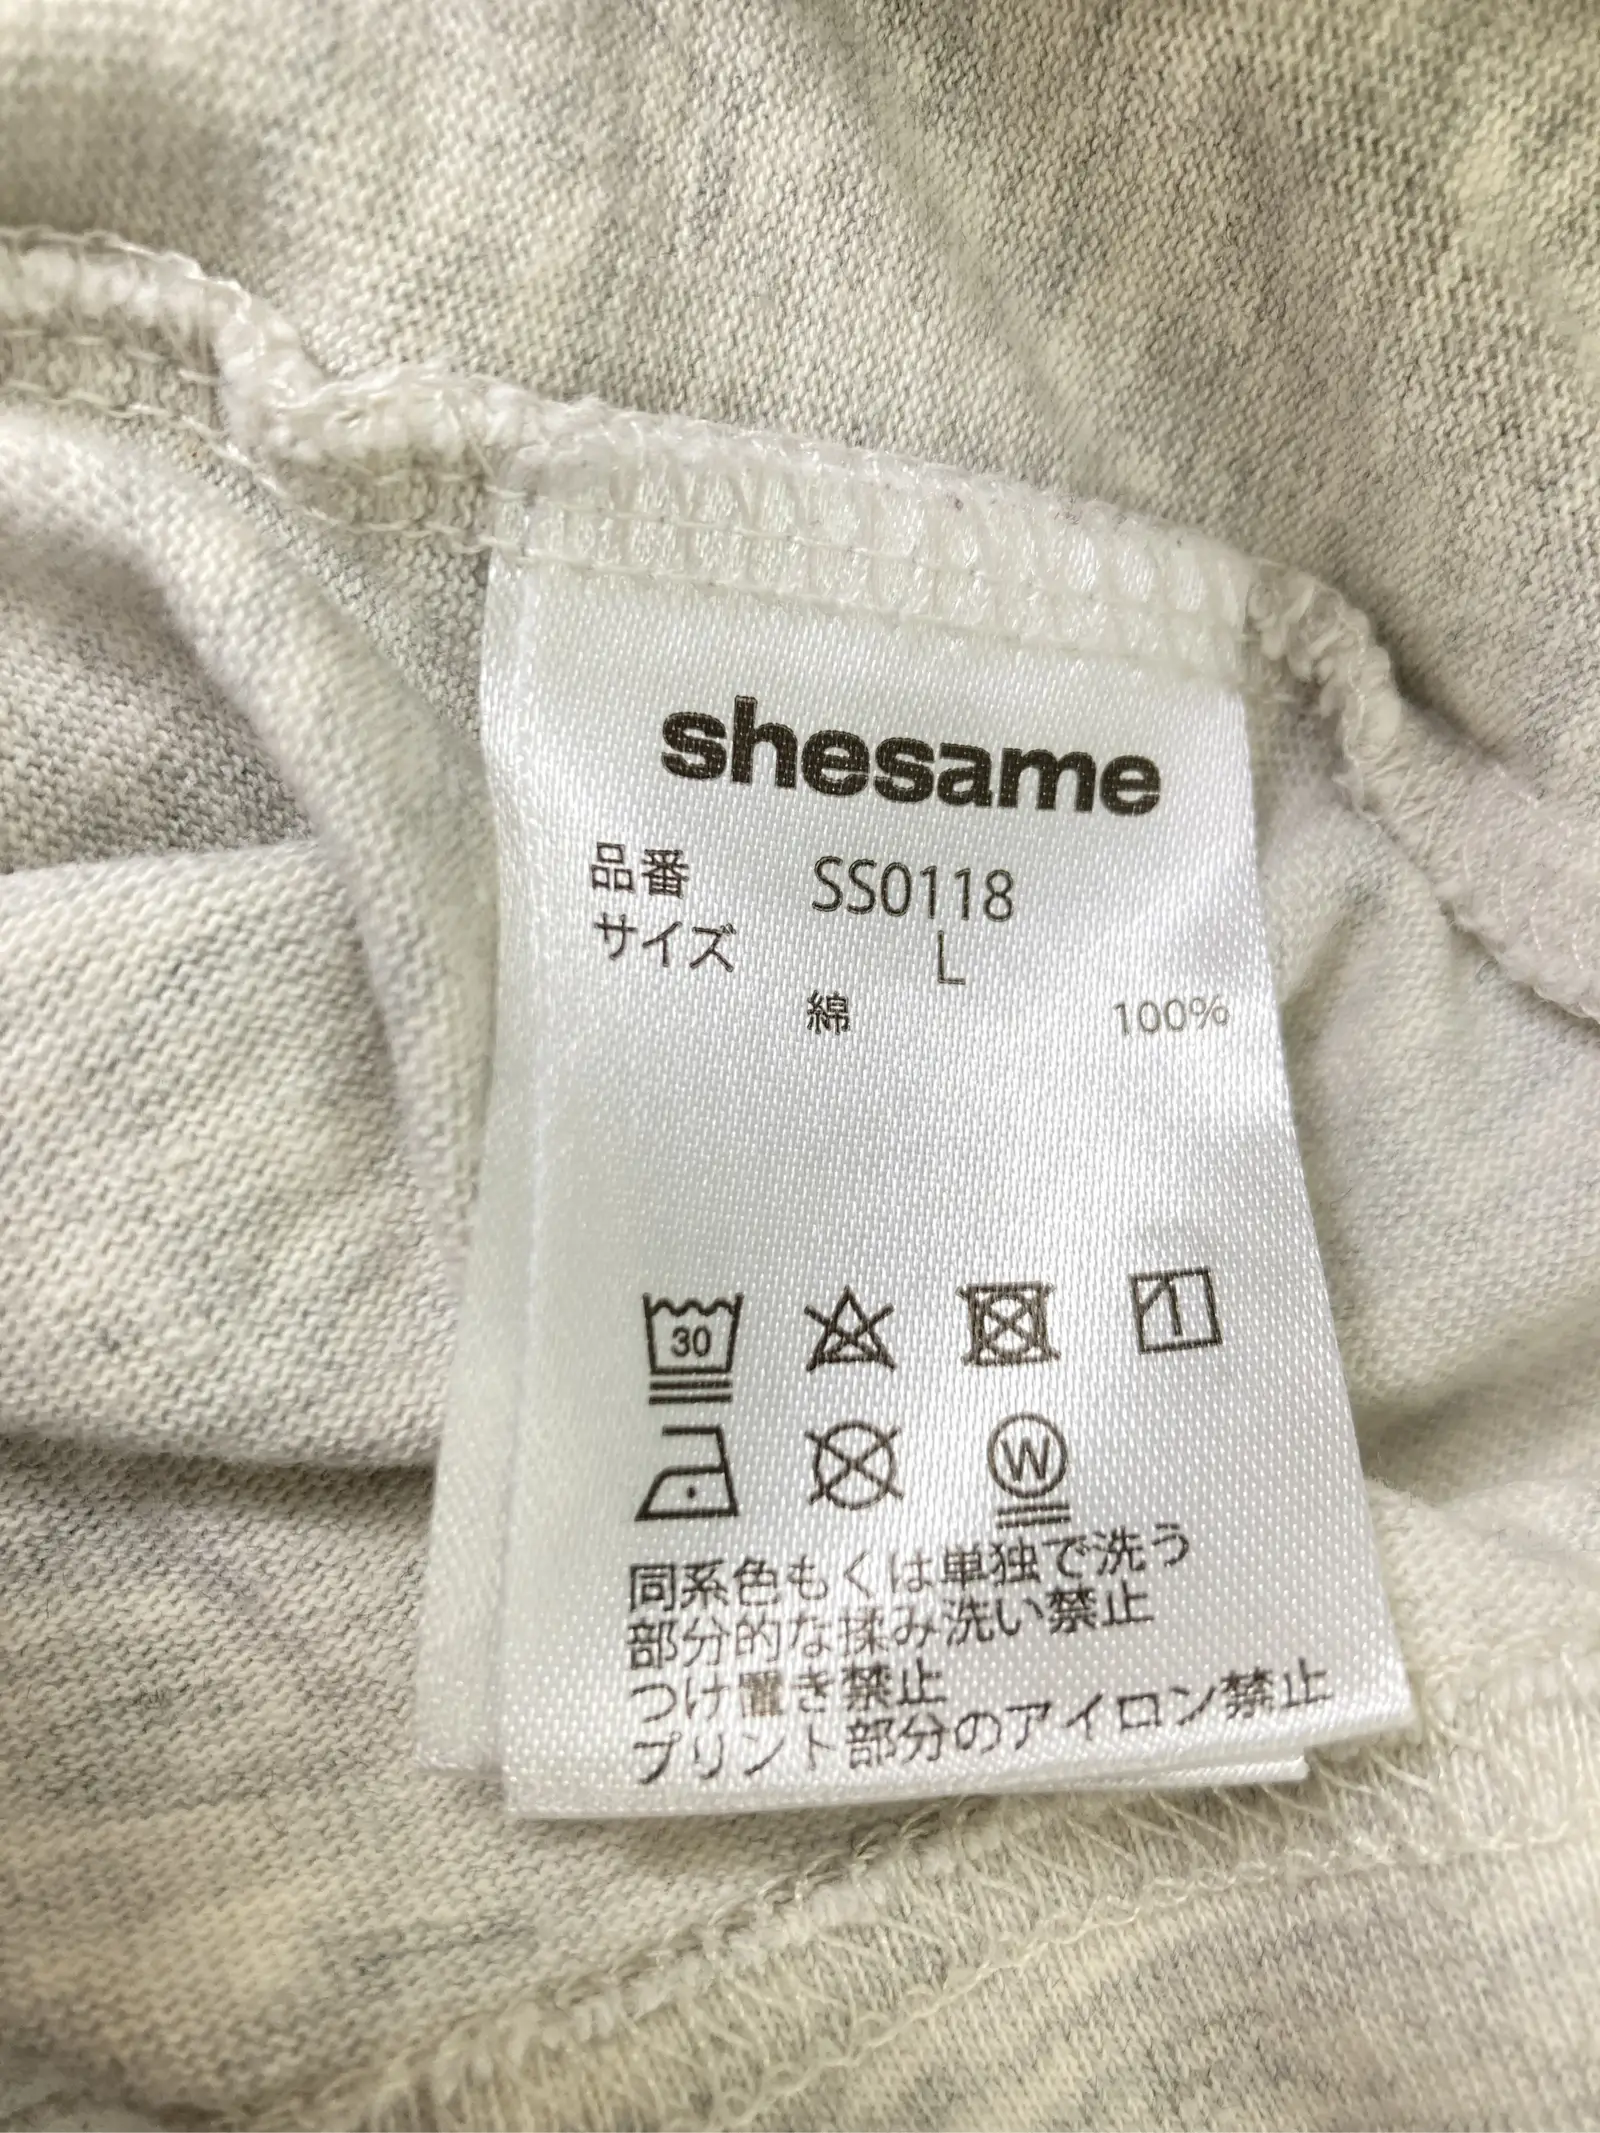 shesame
品番 SS0118
サイズ L
綿 100%
30
1
W
同系色もくは単独で洗う
部分的な揉み洗い禁止
つけ置き禁止
プリント部分のアイロン禁止